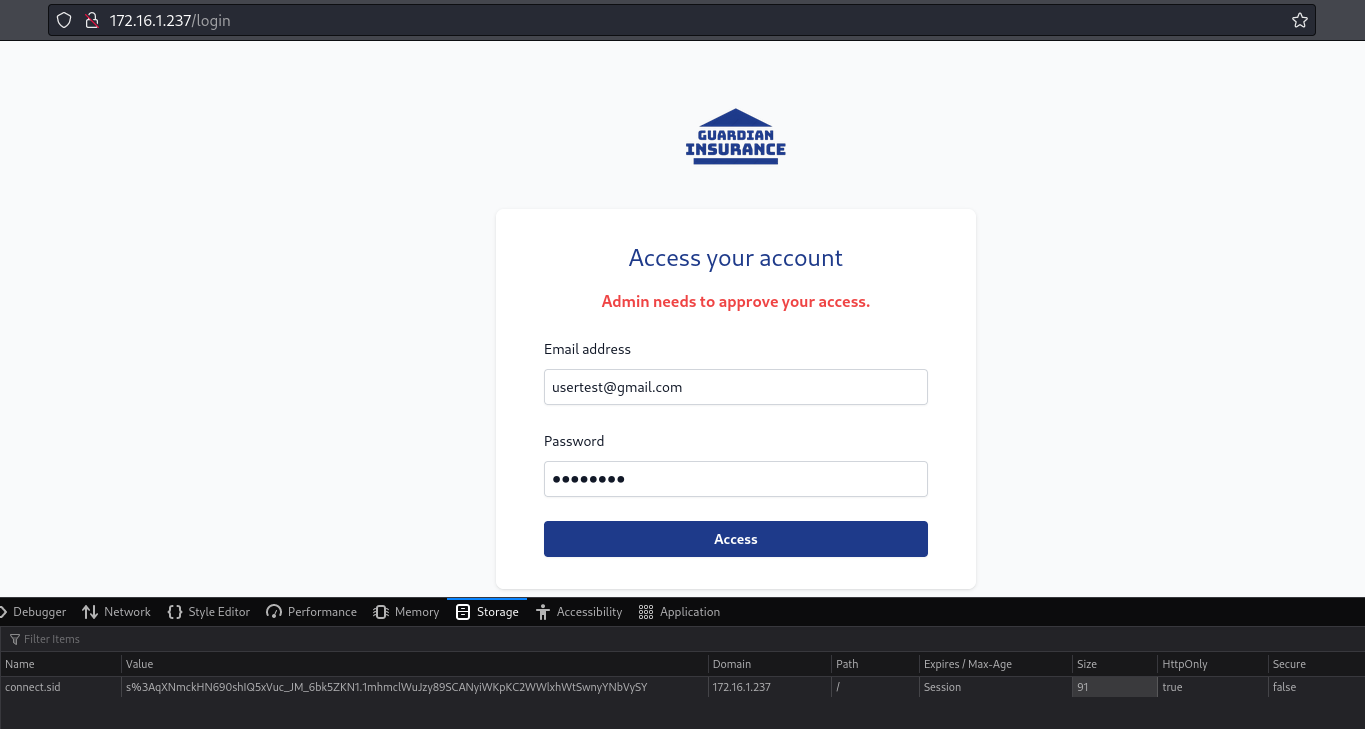 172.16.1.237/login
GUARDIAN
INSURANCE
Access your account
Admin needs to approve your access.
Email address
usertest@gmail.com
Password
●●●●●●●●
Access
Debugger Network Style Editor Performance Memory Storage Accessibility Application
Filter Items
Name Value Domain Path Expires / Max-Age Size HttpOnly Secure
connect.sid s%3AqXNmckHN690shIQ5xVuc_JM_6bk5ZKN1.1mhmclWuJzy89SCANyiWKpKC2WWlxhWtSwnyYNbVySY 172.16.1.237 / Session 91 true false